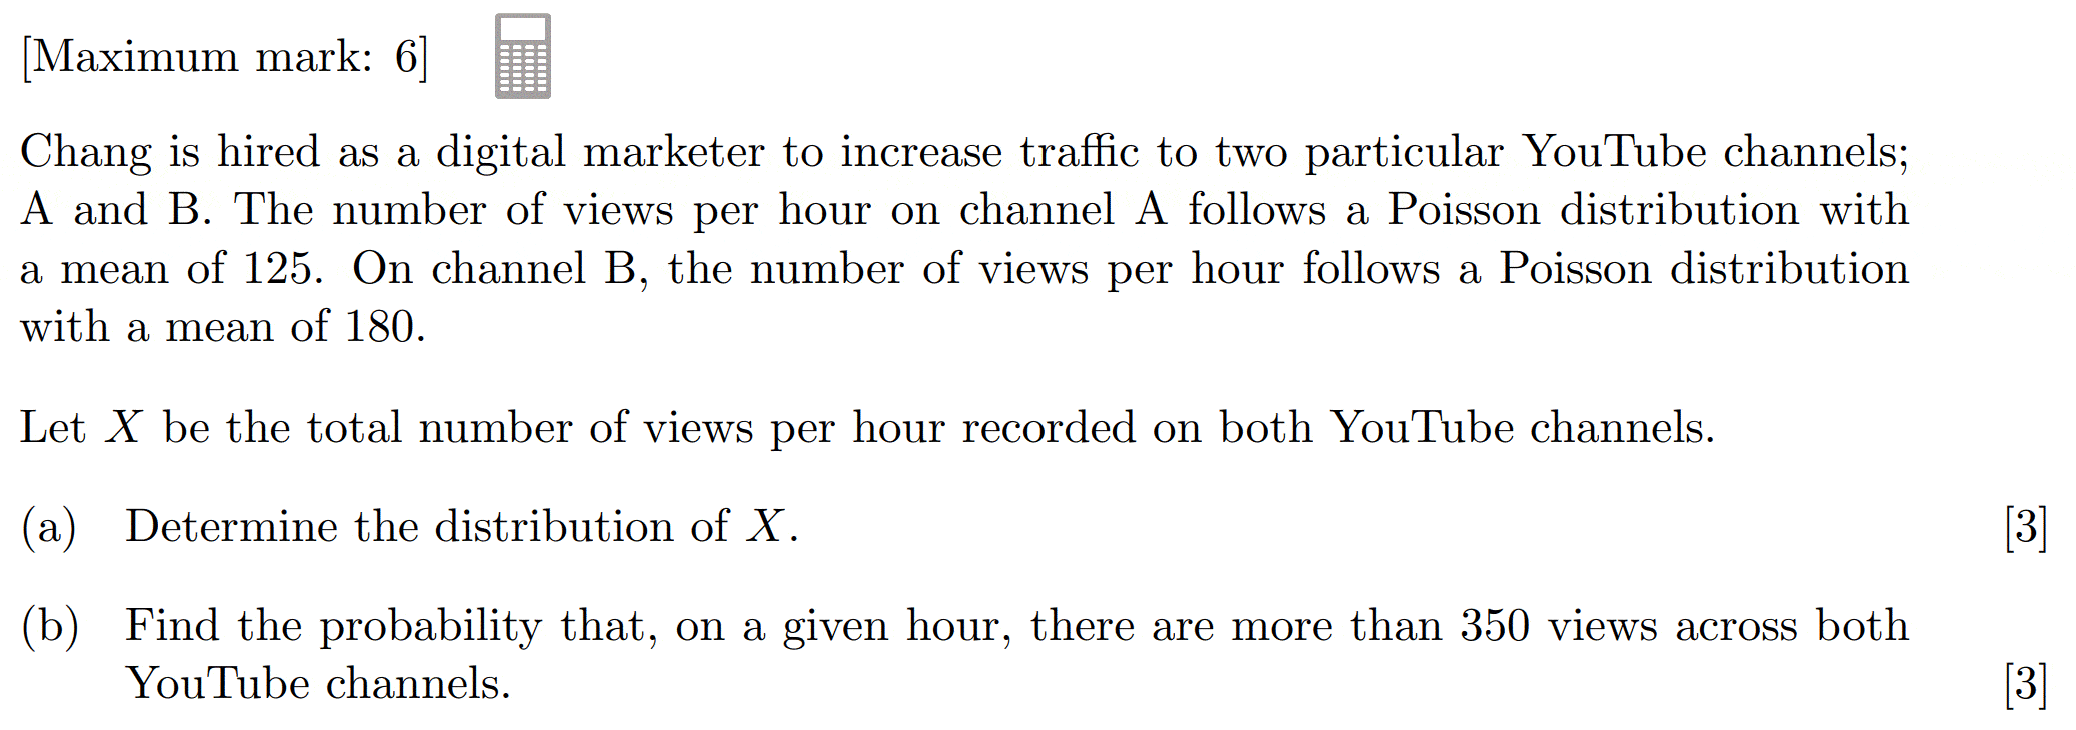 [Maximum mark: 6]
Chang is hired as a digital marketer to increase traffic to two particular YouTube channels;
A and B. The number of views per hour on channel A follows a Poisson distribution with
a mean of 125. On channel B, the number of views per hour follows a Poisson distribution
with a mean of 180.
Let X be the total number of views per hour recorded on both YouTube channels.
(a) Determine the distribution of X. [3]
(b) Find the probability that, on a given hour, there are more than 350 views across both
YouTube channels. [3]